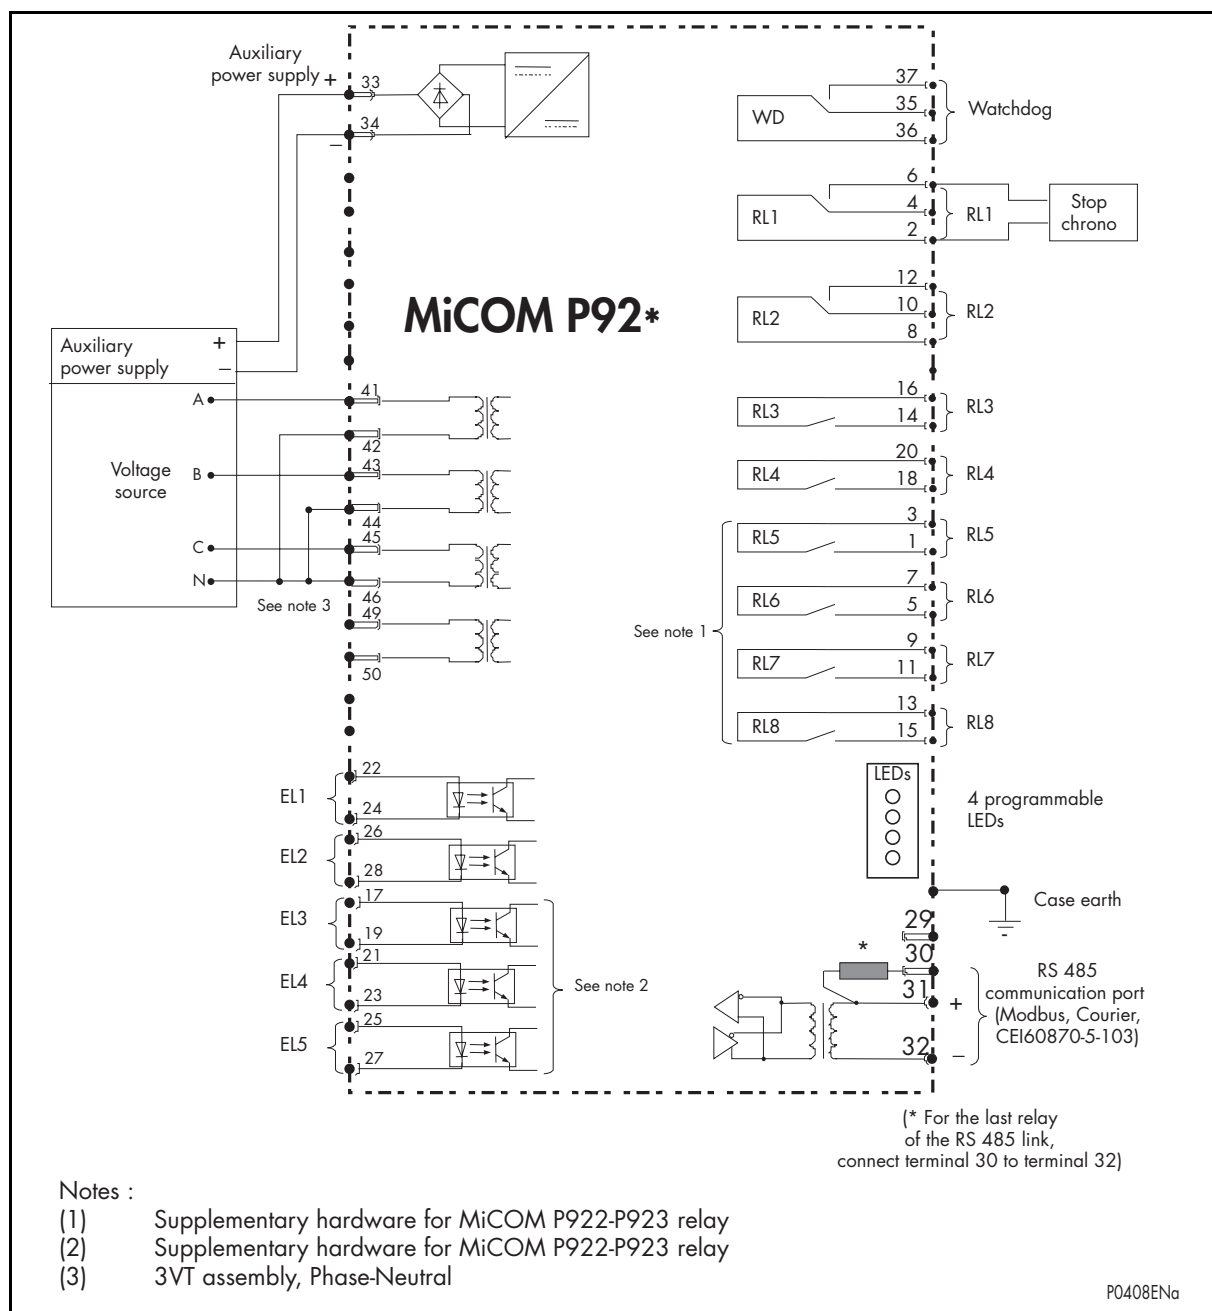 Auxiliary
power supply +
33
34
–
37
WD
35
36
Watchdog
6
RL1
4
2
RL1
Stop
chrono
12
RL2
10
8
RL2
MiCOM P92*
Auxiliary
power supply
+
–
A
Voltage
source
B
C
N
See note 3
41
42
43
44
45
46
49
50
16
RL3
14
RL3
20
RL4
18
RL4
3
RL5
1
RL5
7
RL6
5
RL6
See note 1
9
RL7
11
RL7
13
RL8
15
RL8
LEDs
4 programmable
LEDs
EL1
22
24
EL2
26
28
EL3
17
19
EL4
21
23
EL5
25
27
See note 2
Case earth
29
*
30
31
+
32
–
RS 485
communication port
(Modbus, Courier,
CEI60870-5-103)
(* For the last relay
of the RS 485 link,
connect terminal 30 to terminal 32)
Notes :
(1) Supplementary hardware for MiCOM P922-P923 relay
(2) Supplementary hardware for MiCOM P922-P923 relay
(3) 3VT assembly, Phase-Neutral
P0408ENa